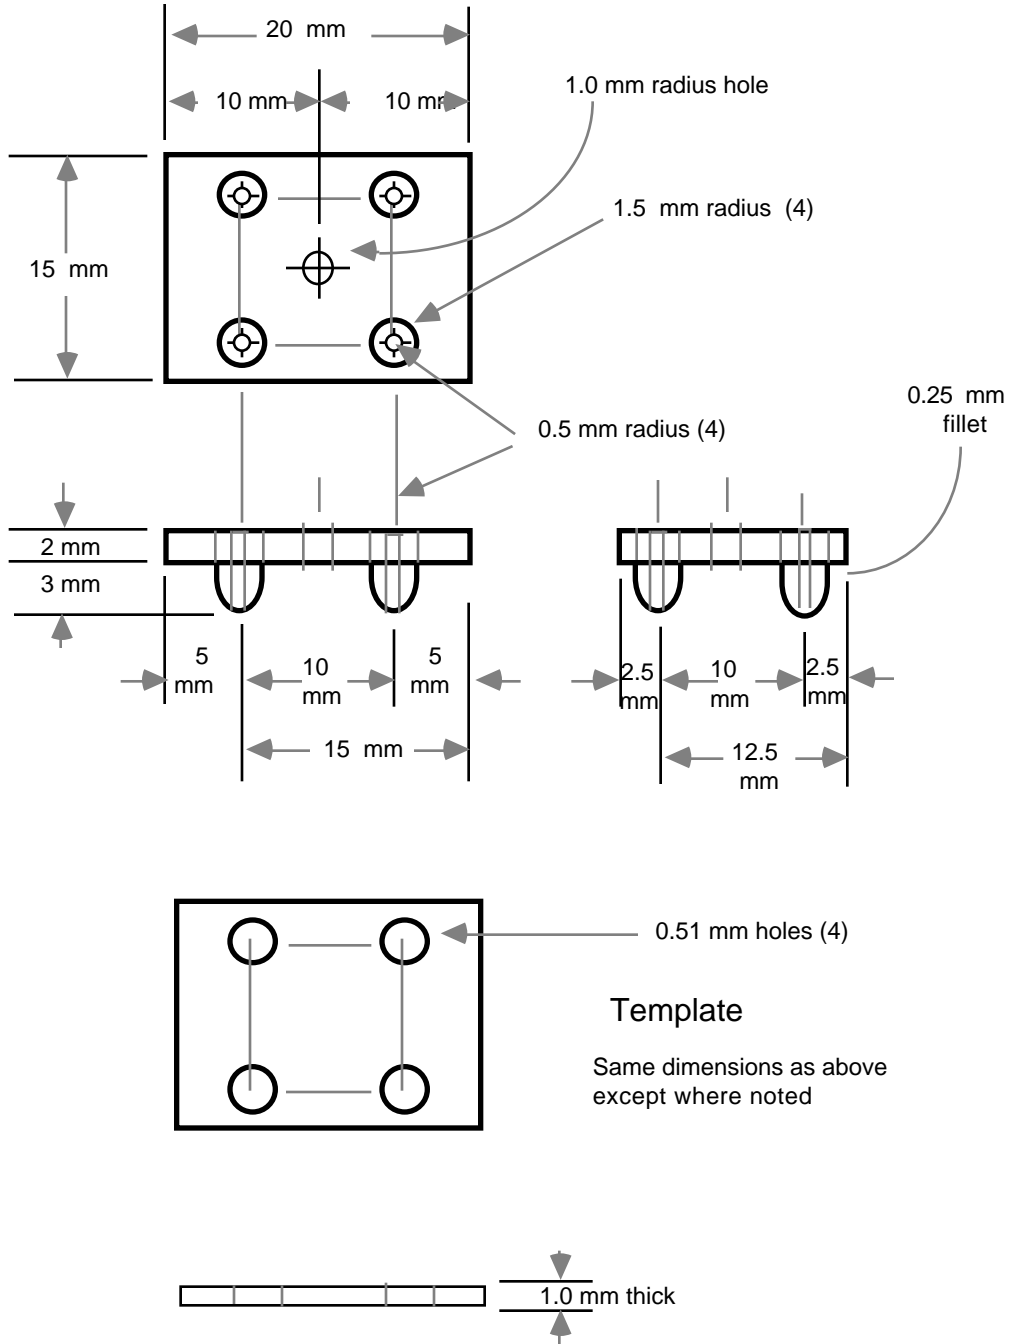 20 mm
10 mm
10 mm
1.0 mm radius hole
1.5 mm radius (4)
15 mm
0.25 mm
fillet
0.5 mm radius (4)
2 mm
3 mm
5
mm
10
mm
5
mm
2.5
mm
10
mm
2.5
mm
15 mm
12.5
mm
0.51 mm holes (4)
Template
Same dimensions as above
except where noted
1.0 mm thick